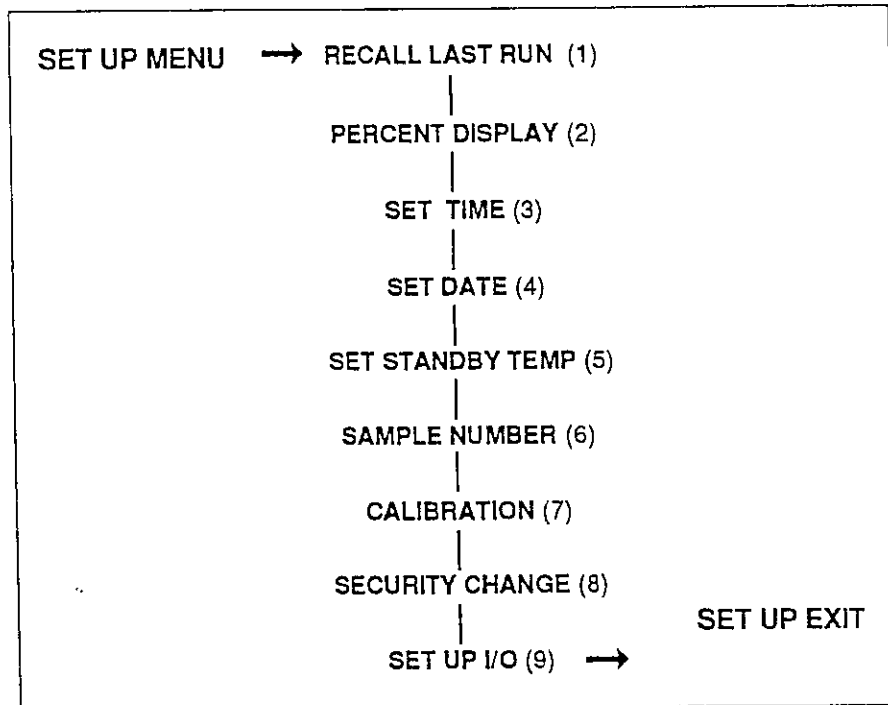 SET UP MENU → RECALL LAST RUN (1)
PERCENT DISPLAY (2)
SET TIME (3)
SET DATE (4)
SET STANDBY TEMP (5)
SAMPLE NUMBER (6)
CALIBRATION (7)
SECURITY CHANGE (8)
SET UP I/O (9) → SET UP EXIT